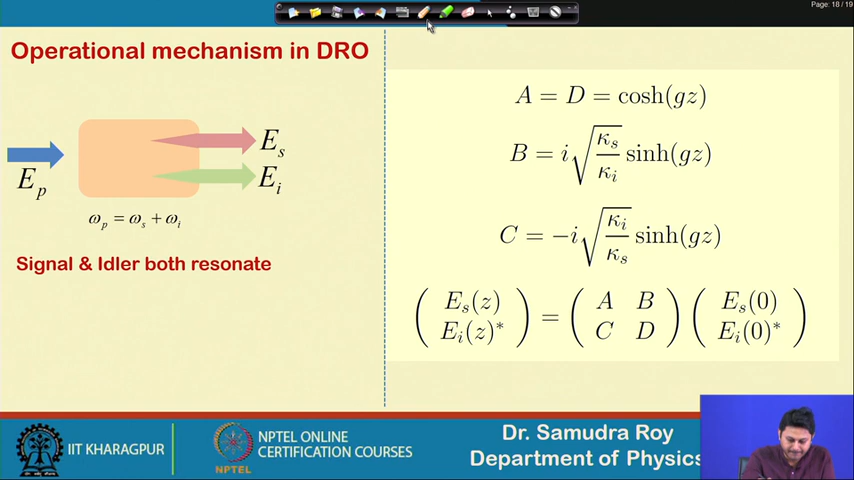 Page: 18 / 19
Operational mechanism in DRO
E_p
E_s
E_i
ω_p = ω_s + ω_i
Signal & Idler both resonate
A = D = cosh(gz)
B = i√(κ_s/κ_i) sinh(gz)
C = −i√(κ_i/κ_s) sinh(gz)
( E_s(z) ) = ( A B ) ( E_s(0) )
( E_i(z)* ) ( C D ) ( E_i(0)* )
IIT KHARAGPUR
NPTEL
NPTEL ONLINE
CERTIFICATION COURSES
Dr. Samudra Roy
Department of Physics